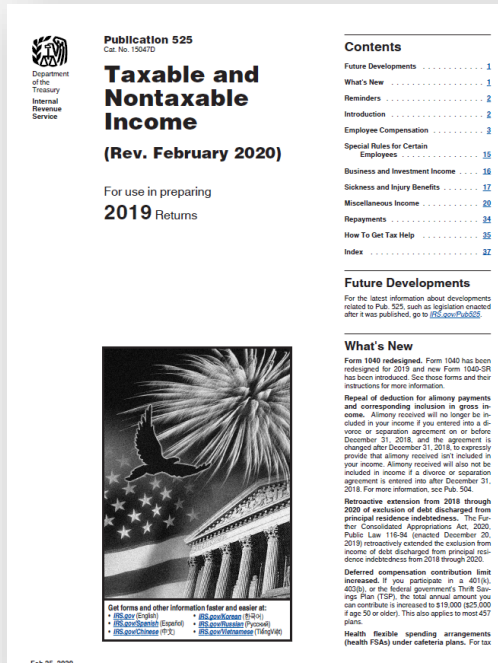 Department
of the
Treasury
Internal
Revenue
Service
Publication 525
Cat. No. 15047D
Taxable and
Nontaxable
Income
(Rev. February 2020)
For use in preparing
2019 Returns
Get forms and other information faster and easier at:
• IRS.gov (English)
• IRS.gov/Spanish (Español)
• IRS.gov/Chinese (中文)
• IRS.gov/Korean (한국어)
• IRS.gov/Russian (Pусский)
• IRS.gov/Vietnamese (TiếngViệt)
Feb 25, 2020
Contents
Future Developments . . . . . . . . . . . . 1
What's New . . . . . . . . . . . . . . . . . 1
Reminders . . . . . . . . . . . . . . . . . . 2
Introduction . . . . . . . . . . . . . . . . . 2
Employee Compensation . . . . . . . . . . 3
Special Rules for Certain
Employees . . . . . . . . . . . . . . . 15
Business and Investment Income . . . . 16
Sickness and Injury Benefits . . . . . . . 17
Miscellaneous Income . . . . . . . . . . . 20
Repayments . . . . . . . . . . . . . . . . . 34
How To Get Tax Help . . . . . . . . . . . 35
Index . . . . . . . . . . . . . . . . . . . . 37
Future Developments
For the latest information about developments
related to Pub. 525, such as legislation enacted
after it was published, go to IRS.gov/Pub525.
What's New
Form 1040 redesigned. Form 1040 has been
redesigned for 2019 and new Form 1040-SR
has been introduced. See those forms and their
instructions for more information.
Repeal of deduction for alimony payments
and corresponding inclusion in gross in-
come. Alimony received will no longer be in-
cluded in your income if you entered into a di-
vorce or separation agreement on or before
December 31, 2018, and the agreement is
changed after December 31, 2018, to expressly
provide that alimony received isn't included in
your income. Alimony received will also not be
included in income if a divorce or separation
agreement is entered into after December 31,
2018. For more information, see Pub. 504.
Retroactive extension from 2018 through
2020 of exclusion of debt discharged from
principal residence indebtedness. The Fur-
ther Consolidated Appropriations Act, 2020,
Public Law 116-94 (enacted December 20,
2019) retroactively extended the exclusion from
income of debt discharged from principal resi-
dence indebtedness from 2018 through 2020.
Deferred compensation contribution limit
increased. If you participate in a 401(k),
403(b), or the federal government's Thrift Sav-
ings Plan (TSP), the total annual amount you
can contribute is increased to $19,000 ($25,000
if age 50 or older). This also applies to most 457
plans.
Health flexible spending arrangements
(health FSAs) under cafeteria plans. For tax